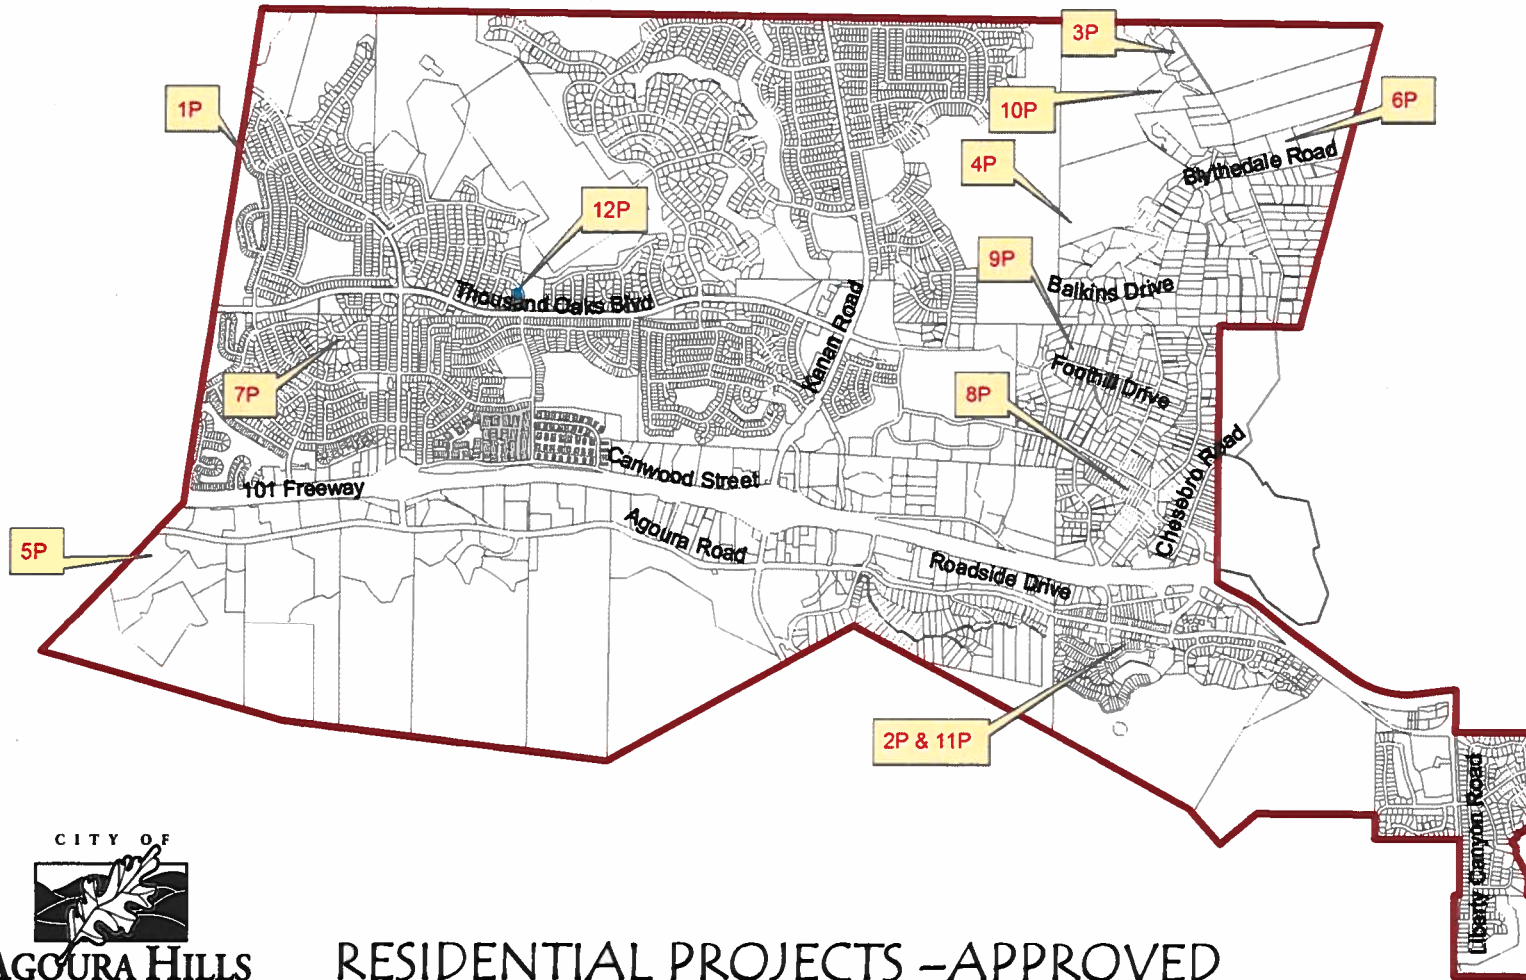 3P
1P
10P
6P
4P
Blythedale Road
12P
9P
Balkins Drive
Thousand Oaks Blvd
Kanan Road
7P
Foothill Drive
8P
Canwood Street
101 Freeway
Chesebro Road
Agoura Road
5P
Roadside Drive
2P & 11P
Liberty Canyon Road
CITY OF
AGOURA HILLS
RESIDENTIAL PROJECTS –APPROVED